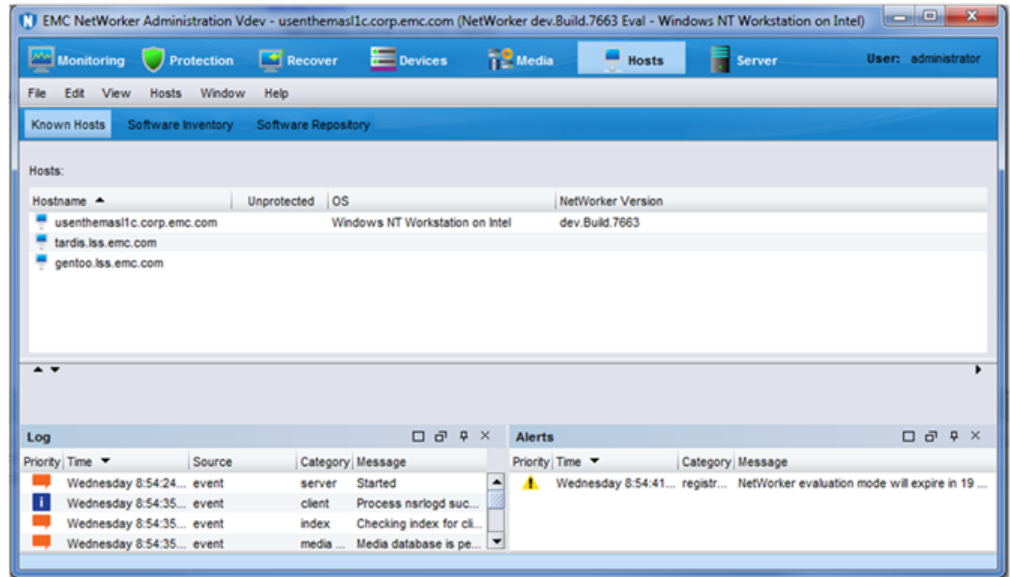 EMC NetWorker Administration Vdev - usenthemasl1c.corp.emc.com (NetWorker dev.Build.7663 Eval - Windows NT Workstation on Intel)
Monitoring Protection Recover Devices Media Hosts Server User: administrator
File Edit View Hosts Window Help
Known Hosts Software Inventory Software Repository
Hosts:
Hostname Unprotected OS NetWorker Version
usenthemasl1c.corp.emc.com Windows NT Workstation on Intel dev.Build.7663
tardis.lss.emc.com
gentoo.lss.emc.com
Log Alerts
Priority Time Source Category Message Priority Time Category Message
Wednesday 8:54:24... event server Started Wednesday 8:54:41... registr... NetWorker evaluation mode will expire in 19 ...
Wednesday 8:54:35... event client Process nsrlogd suc...
Wednesday 8:54:35... event index Checking index for cli...
Wednesday 8:54:35... event media ... Media database is pe...